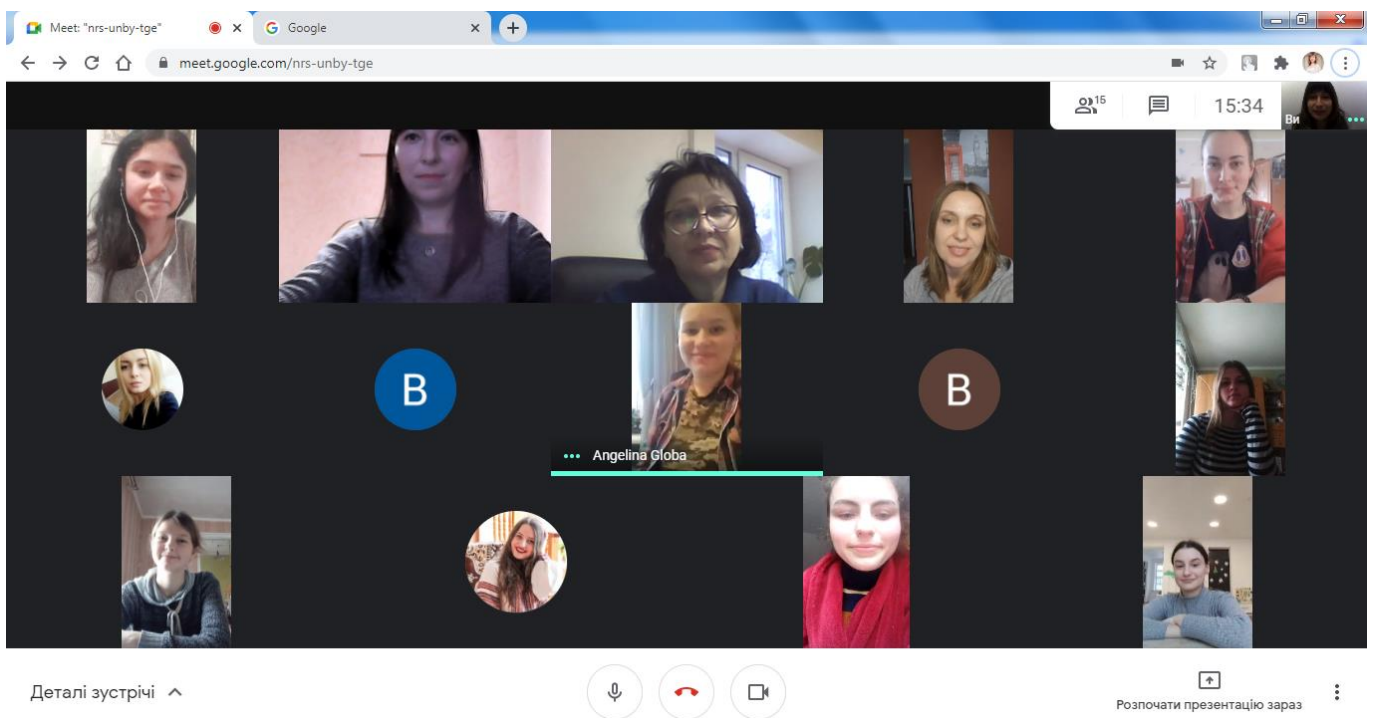 Meet: "nrs-unby-tge"
Google
meet.google.com/nrs-unby-tge
15
15:34
Ви
B
B
Angelina Globa
Деталі зустрічі
Розпочати презентацію зараз